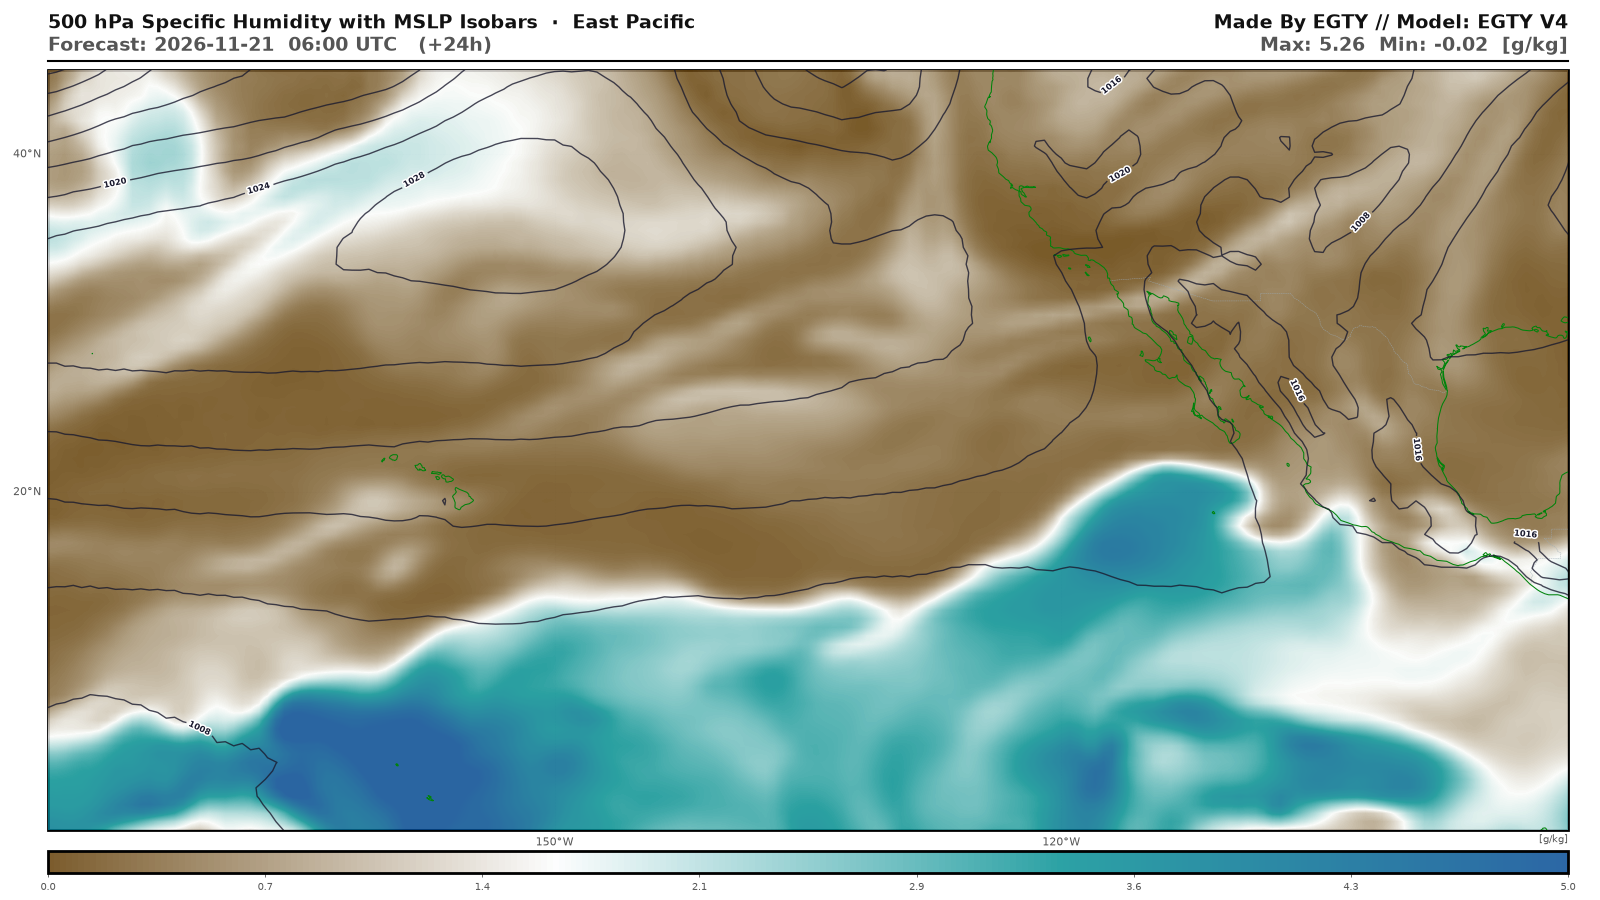 500 hPa Specific Humidity with MSLP Isobars · East Pacific
Made By EGTY // Model: EGTY V4
Forecast: 2026-11-21 06:00 UTC (+24h)
Max: 5.26 Min: -0.02 [g/kg]
1016
40°N
1020
1020
1024
1028
1008
1016
1016
20°N
1016
1008
150°W
120°W
[g/kg]
0.0
0.7
1.4
2.1
2.9
3.6
4.3
5.0